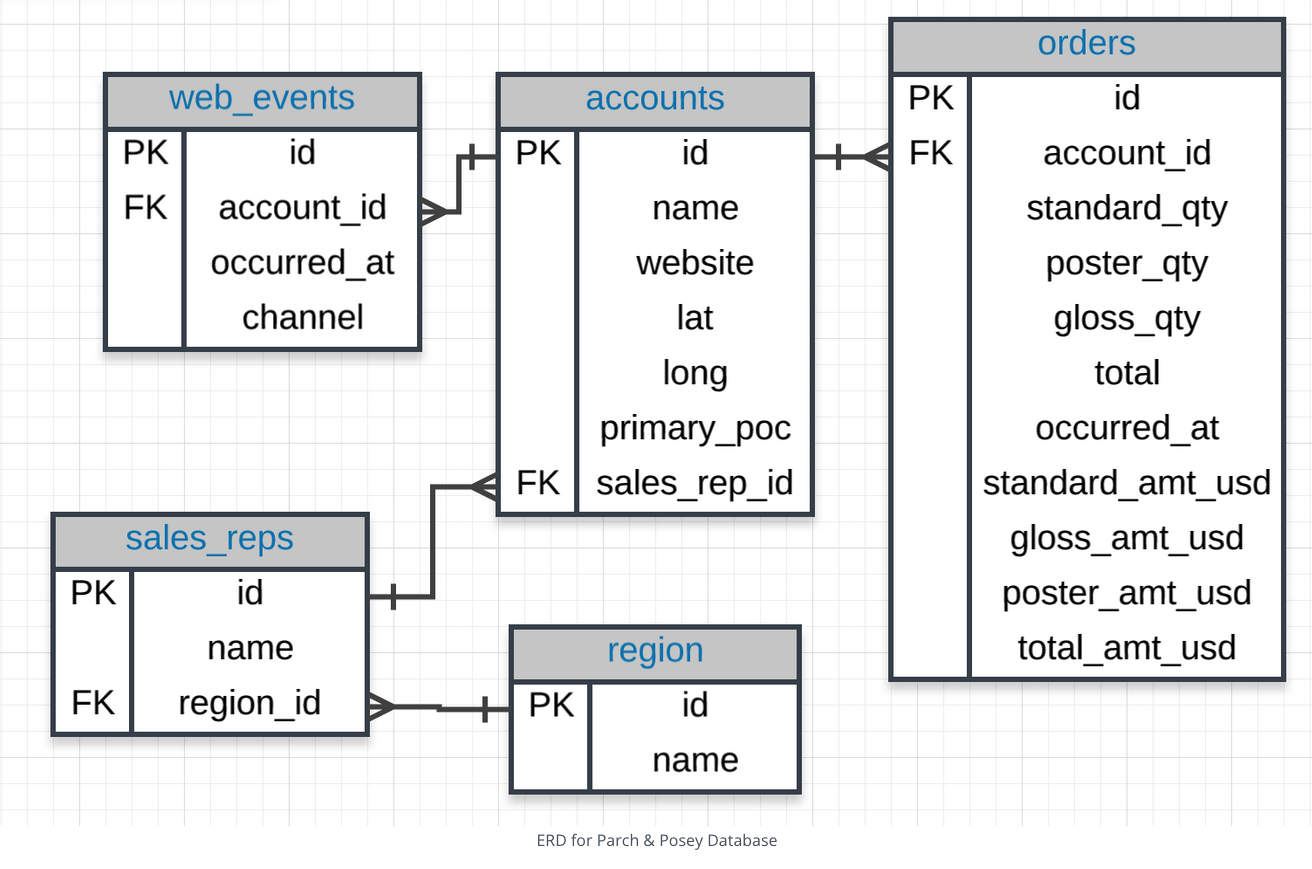 web_events
PK id
FK account_id
occurred_at
channel
accounts
PK id
name
website
lat
long
primary_poc
FK sales_rep_id
orders
PK id
FK account_id
standard_qty
poster_qty
gloss_qty
total
occurred_at
standard_amt_usd
gloss_amt_usd
poster_amt_usd
total_amt_usd
sales_reps
PK id
name
FK region_id
region
PK id
name
ERD for Parch & Posey Database